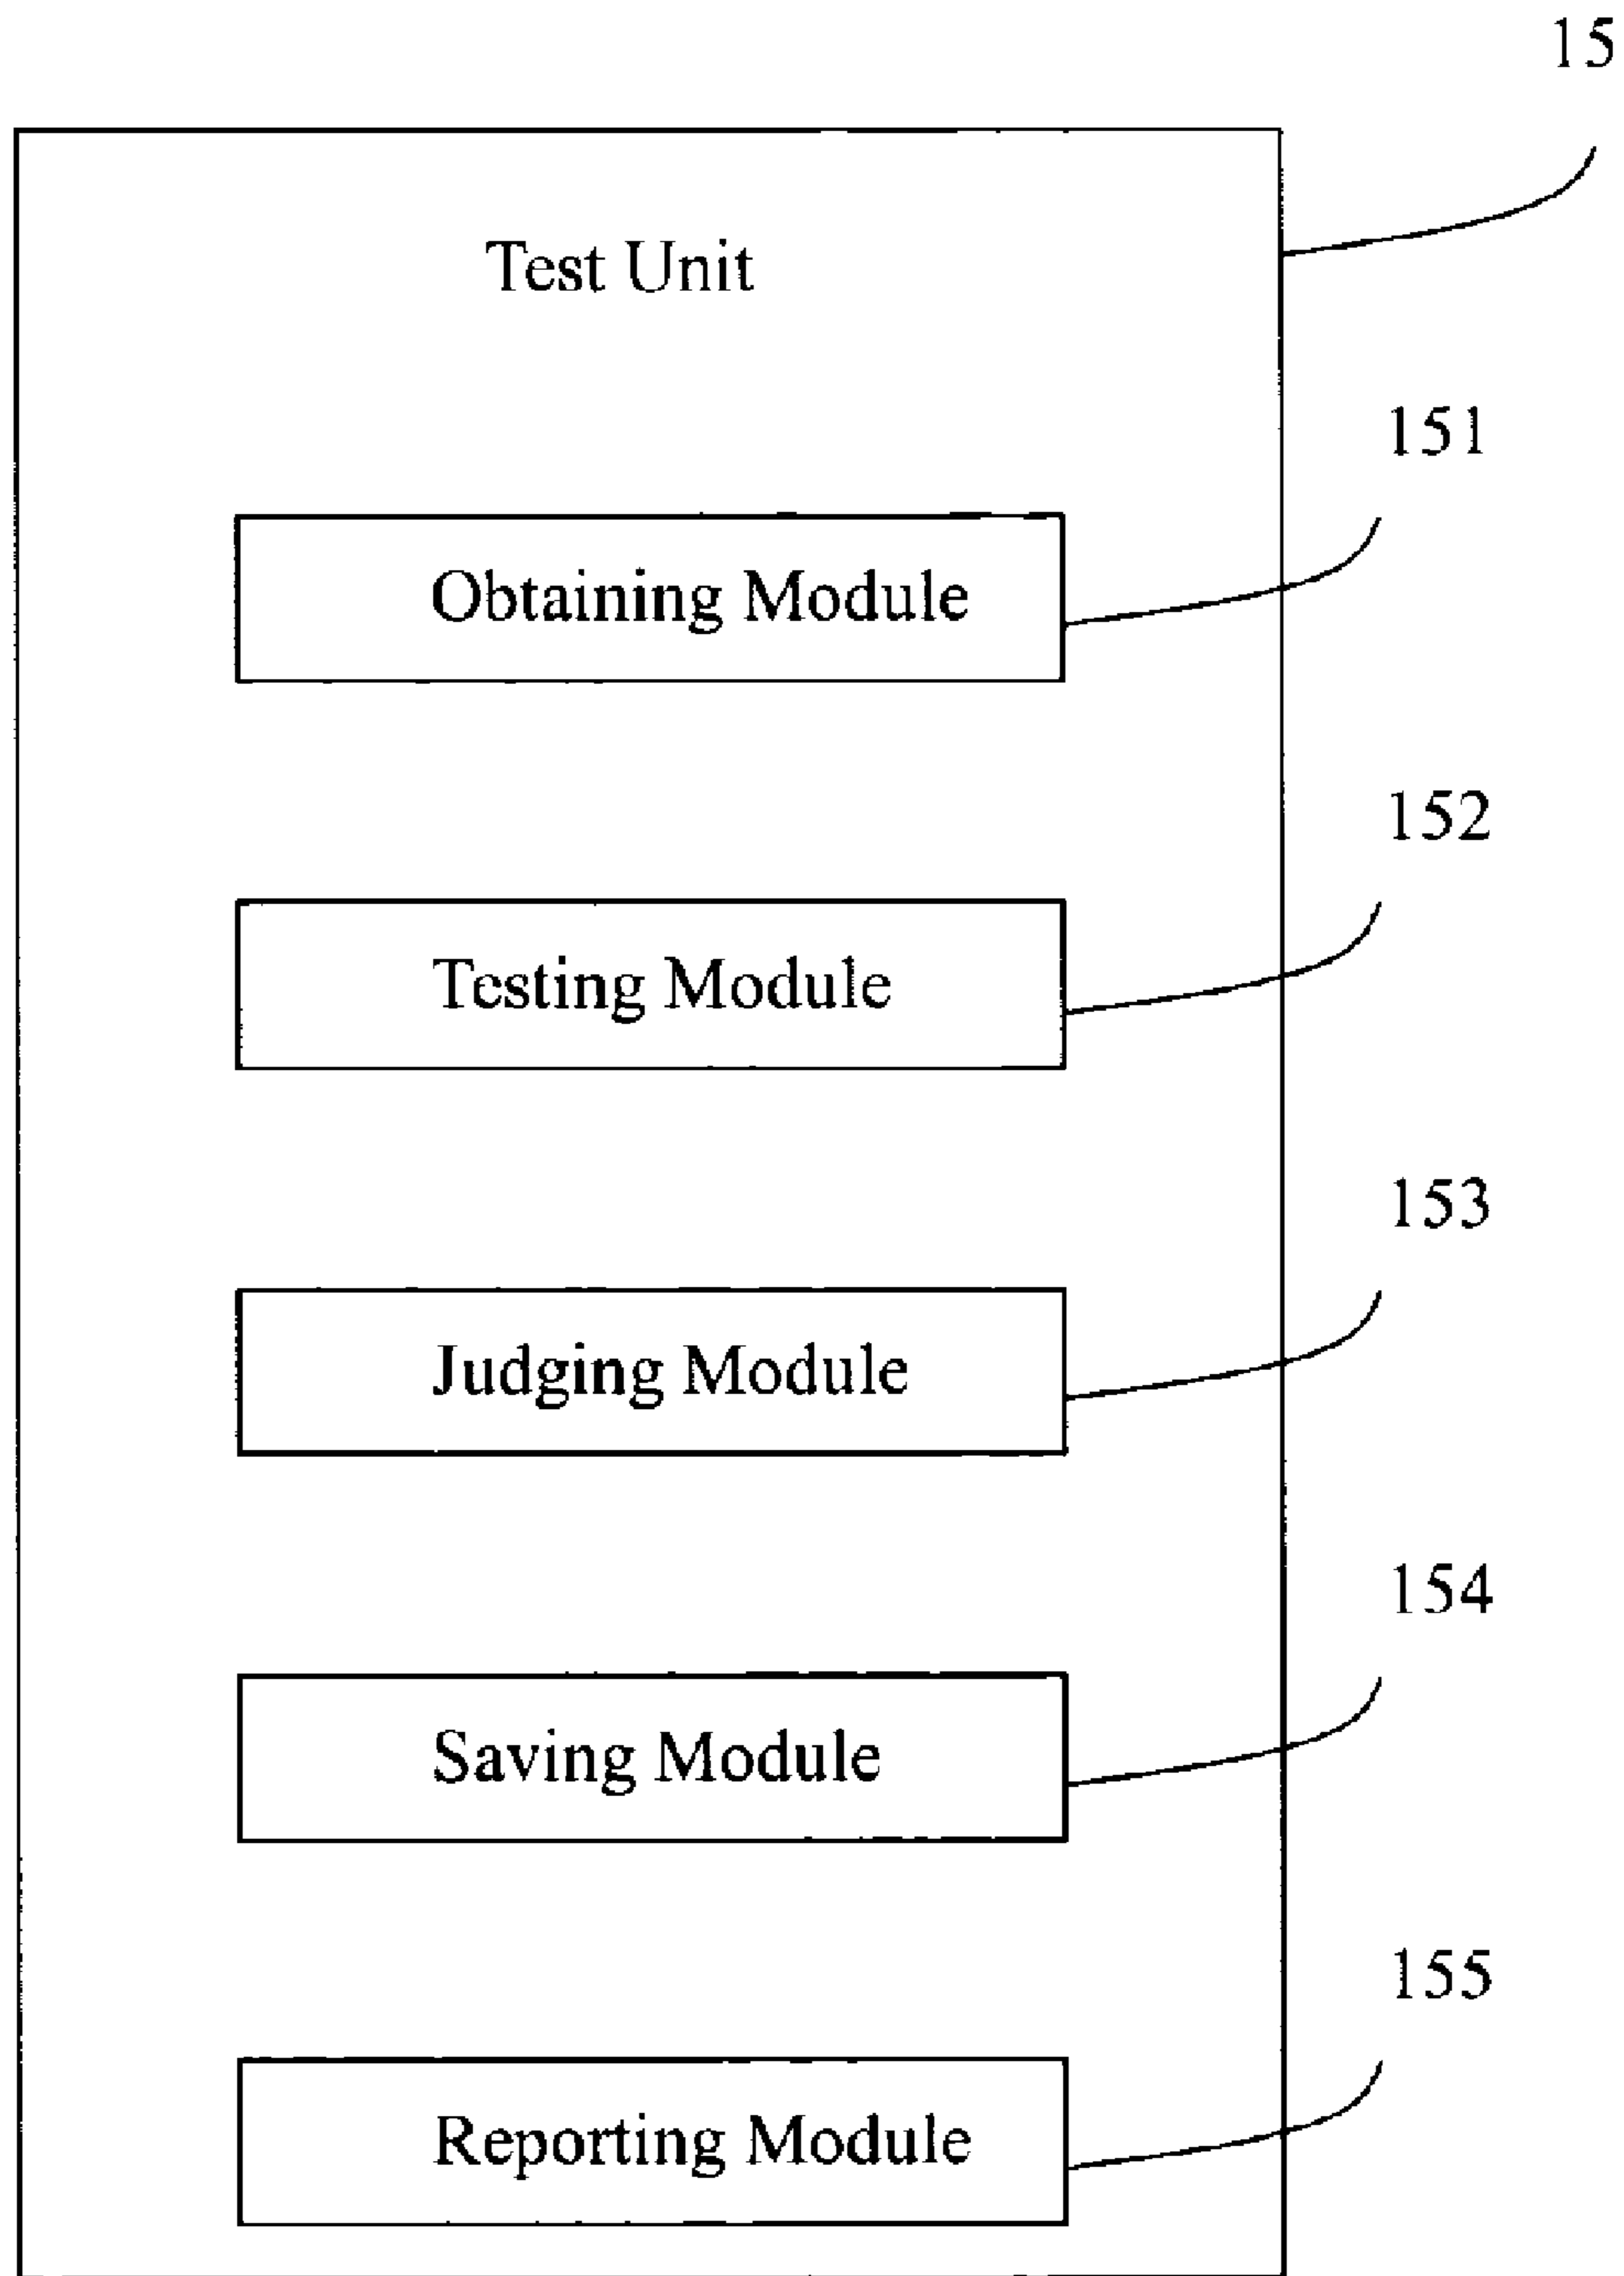 15
Test Unit
151
Obtaining Module
152
Testing Module
153
Judging Module
154
Saving Module
155
Reporting Module